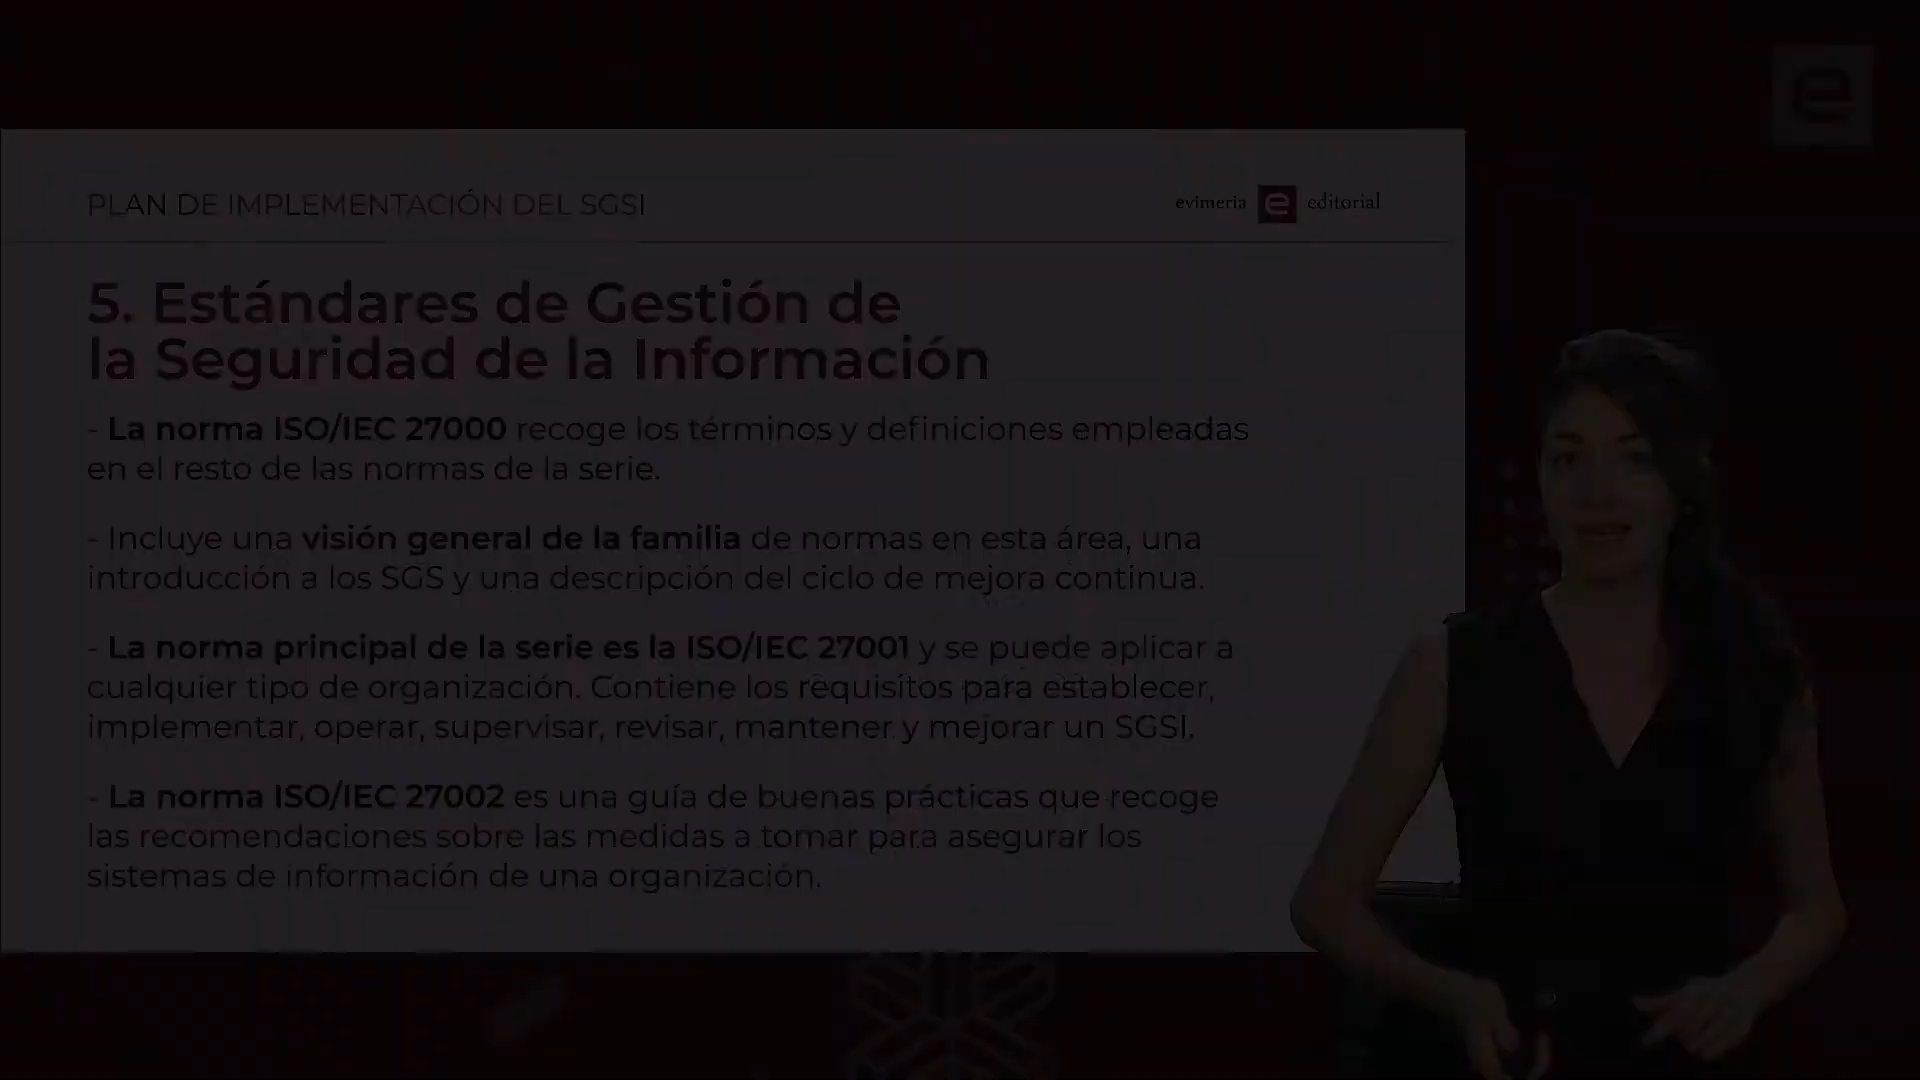 e
PLAN DE IMPLEMENTACIÓN DEL SGSI
evimeria e editorial
5. Estándares de Gestión de
la Seguridad de la Información
- La norma ISO/IEC 27000 recoge los términos y definiciones empleadas
en el resto de las normas de la serie.
- Incluye una visión general de la familia de normas en esta área, una
introducción a los SGS y una descripción del ciclo de mejora continua.
- La norma principal de la serie es la ISO/IEC 27001 y se puede aplicar a
cualquier tipo de organización. Contiene los requisitos para establecer,
implementar, operar, supervisar, revisar, mantener y mejorar un SGSI.
- La norma ISO/IEC 27002 es una guía de buenas prácticas que recoge
las recomendaciones sobre las medidas a tomar para asegurar los
sistemas de información de una organización.